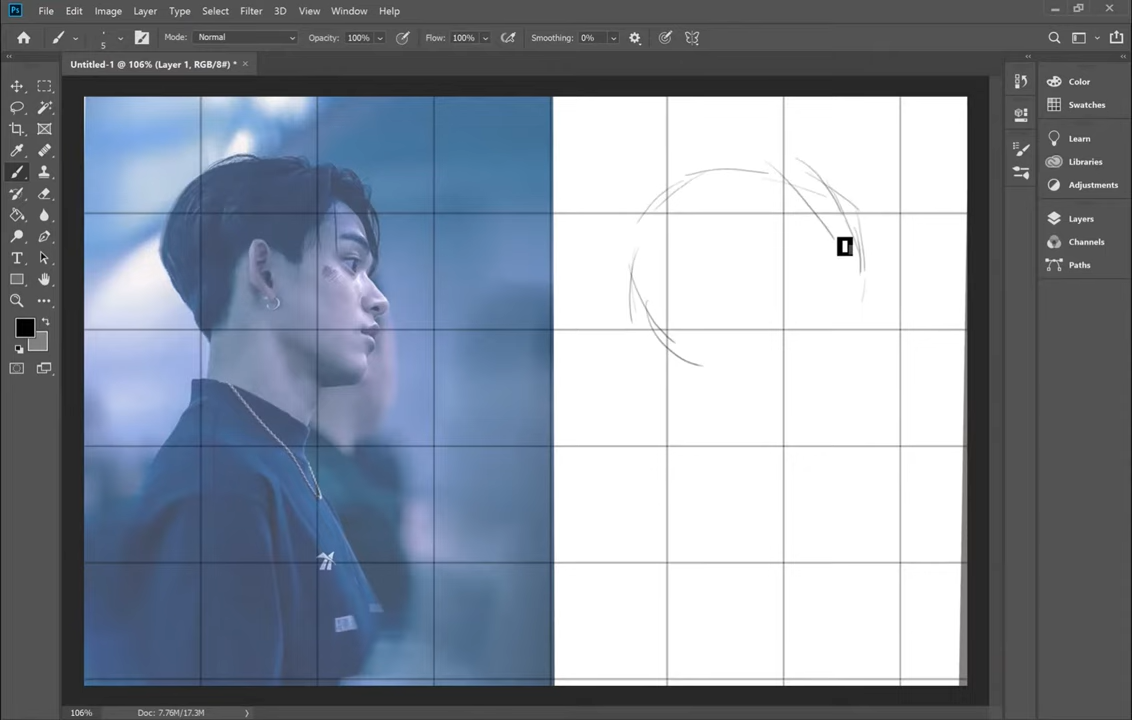 Ps File Edit Image Layer Type Select Filter 3D View Window Help
5 Mode: Normal Opacity: 100% Flow: 100% Smoothing: 0%
Untitled-1 @ 106% (Layer 1, RGB/8#) * ×
Color
Swatches
Learn
Libraries
Adjustments
Layers
Channels
Paths
106% Doc: 7.76M/17.3M